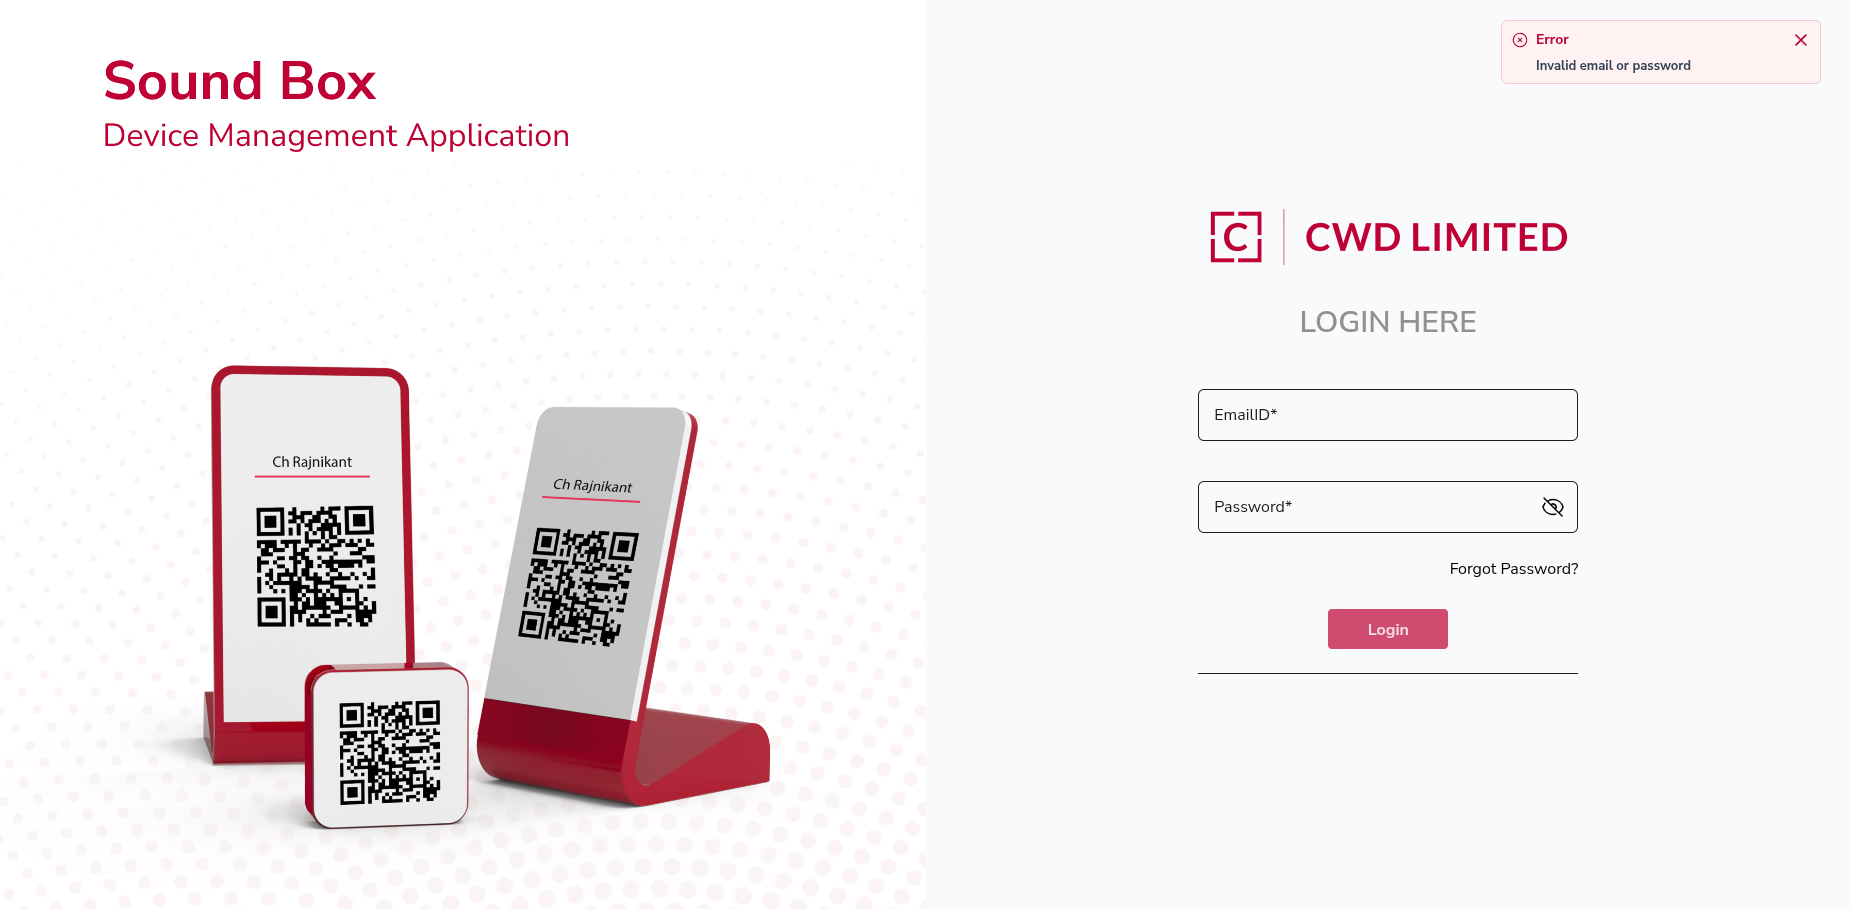 Sound Box
Device Management Application
Ch Rajnikant
Ch Rajnikant
Error
Invalid email or password
C
CWD LIMITED
LOGIN HERE
EmailID*
Password*
Forgot Password?
Login